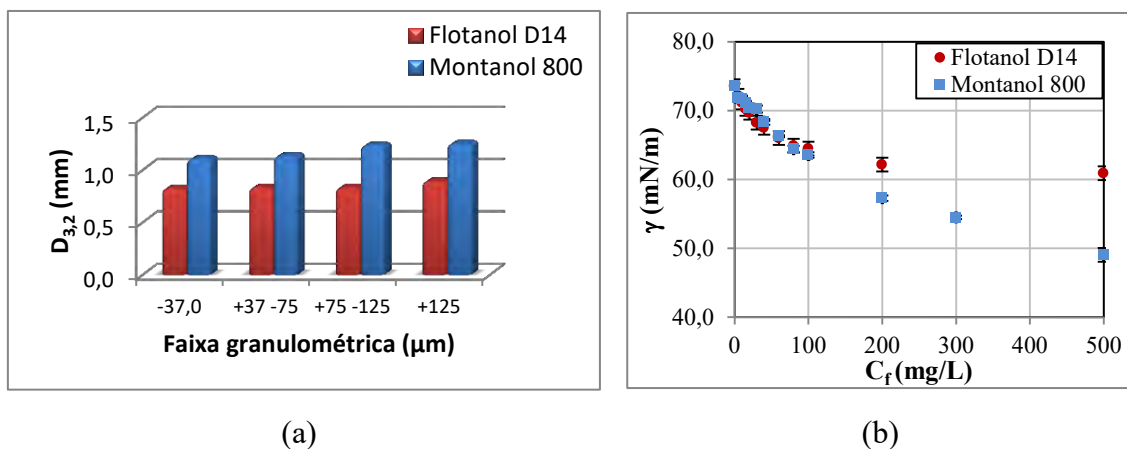 Flotanol D14
Montanol 800
1,5
1,0
0,5
0,0
D3,2 (mm)
-37,0 +37 -75 +75 -125 +125
Faixa granulométrica (µm)
(a)
80,0
70,0
60,0
50,0
40,0
γ (mN/m)
Flotanol D14
Montanol 800
0 100 200 300 400 500
Cf (mg/L)
(b)